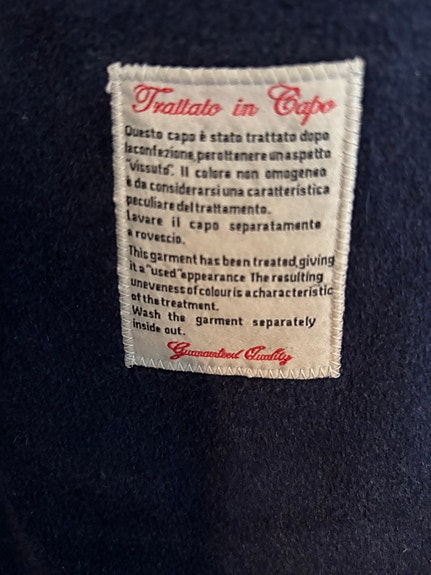 Trattato in Capo
Questo capo è stato trattato dopo
la confezione, per ottenere un aspetto
"vissuto". Il colore non omogeneo
è da considerarsi una caratteristica
peculiare del trattamento.
Lavare il capo separatamente
a rovescio.
This garment has been treated, giving
it a "used" appearance The resulting
uneveness of colour is a characteristic
of the treatment.
Wash the garment separately
inside out.
Guaranteed Quality